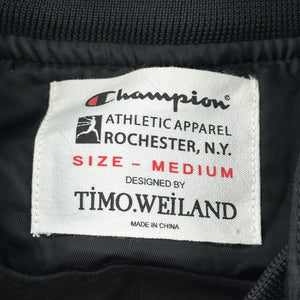 Champion®
ATHLETIC APPAREL
ROCHESTER, N.Y.
SIZE - MEDIUM
DESIGNED BY
TiMO.WEiLAND
MADE IN CHINA